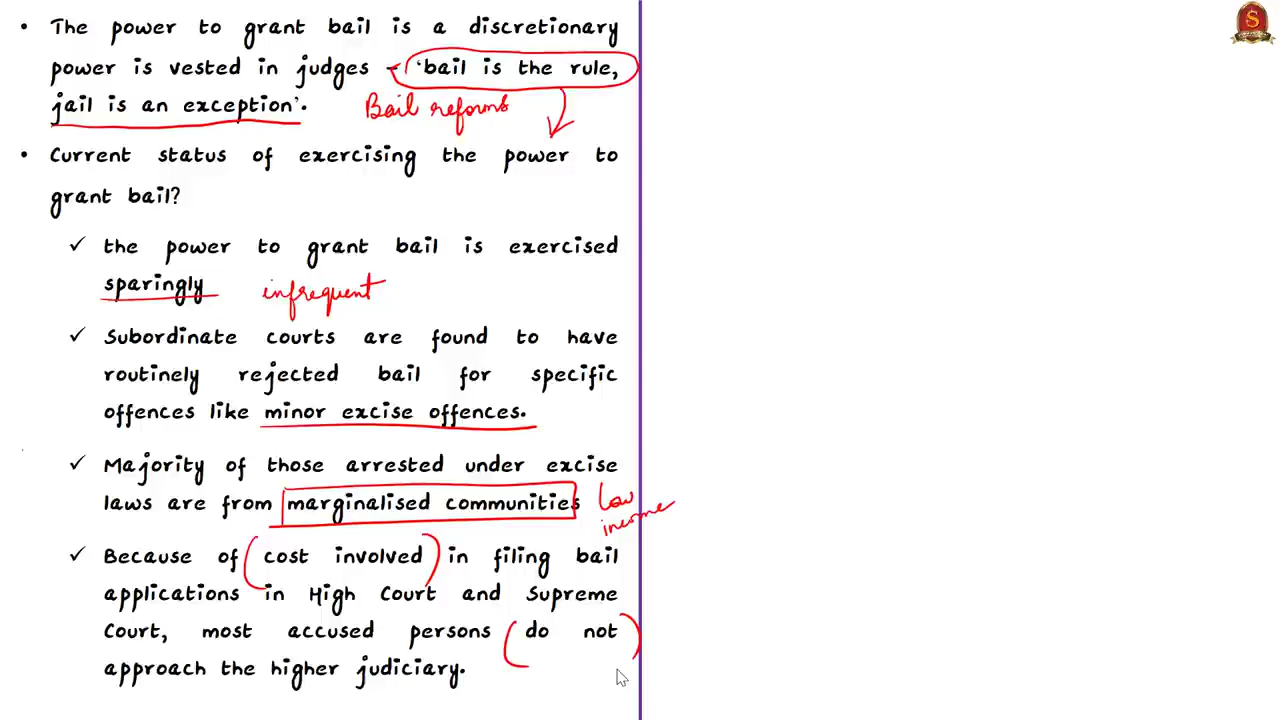 • The power to grant bail is a discretionary
power is vested in judges - 'bail is the rule,
jail is an exception'.
Bail reforms
• Current status of exercising the power to
grant bail?
✓ the power to grant bail is exercised
sparingly
infrequent
✓ Subordinate courts are found to have
routinely rejected bail for specific
offences like minor excise offences.
✓ Majority of those arrested under excise
laws are from marginalised communities
Low
income
✓ Because of cost involved in filing bail
applications in High Court and Supreme
Court, most accused persons do not
approach the higher judiciary.
S